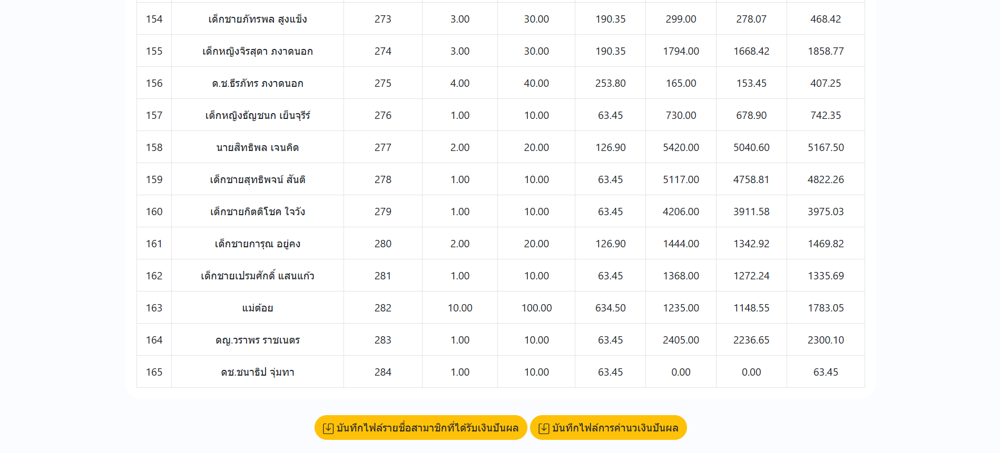 154 เด็กชายภัทรพล สูงแข็ง 273 3.00 30.00 190.35 299.00 278.07 468.42
155 เด็กหญิงจิรสุดา ภงาดนอก 274 3.00 30.00 190.35 1794.00 1668.42 1858.77
156 ด.ช.ธีรภัทร ภงาดนอก 275 4.00 40.00 253.80 165.00 153.45 407.25
157 เด็กหญิงธัญชนก เย็นจุรีร์ 276 1.00 10.00 63.45 730.00 678.90 742.35
158 นายสิทธิพล เจนคิด 277 2.00 20.00 126.90 5420.00 5040.60 5167.50
159 เด็กชายสุทธิพจน์ สันติ 278 1.00 10.00 63.45 5117.00 4758.81 4822.26
160 เด็กชายกิตติโชค ใจวัง 279 1.00 10.00 63.45 4206.00 3911.58 3975.03
161 เด็กชายการุณ อยู่คง 280 2.00 20.00 126.90 1444.00 1342.92 1469.82
162 เด็กชายเปรมศักดิ์ แสนแก้ว 281 1.00 10.00 63.45 1368.00 1272.24 1335.69
163 แม่ต้อย 282 10.00 100.00 634.50 1235.00 1148.55 1783.05
164 ดญ.วราพร ราชเนตร 283 1.00 10.00 63.45 2405.00 2236.65 2300.10
165 ดช.ชนาธิป จุ่มทา 284 1.00 10.00 63.45 0.00 0.00 63.45
บันทึกไฟล์รายชื่อสามาชิกที่ได้รับเงินปันผล บันทึกไฟล์การคำนวเงินปันผล